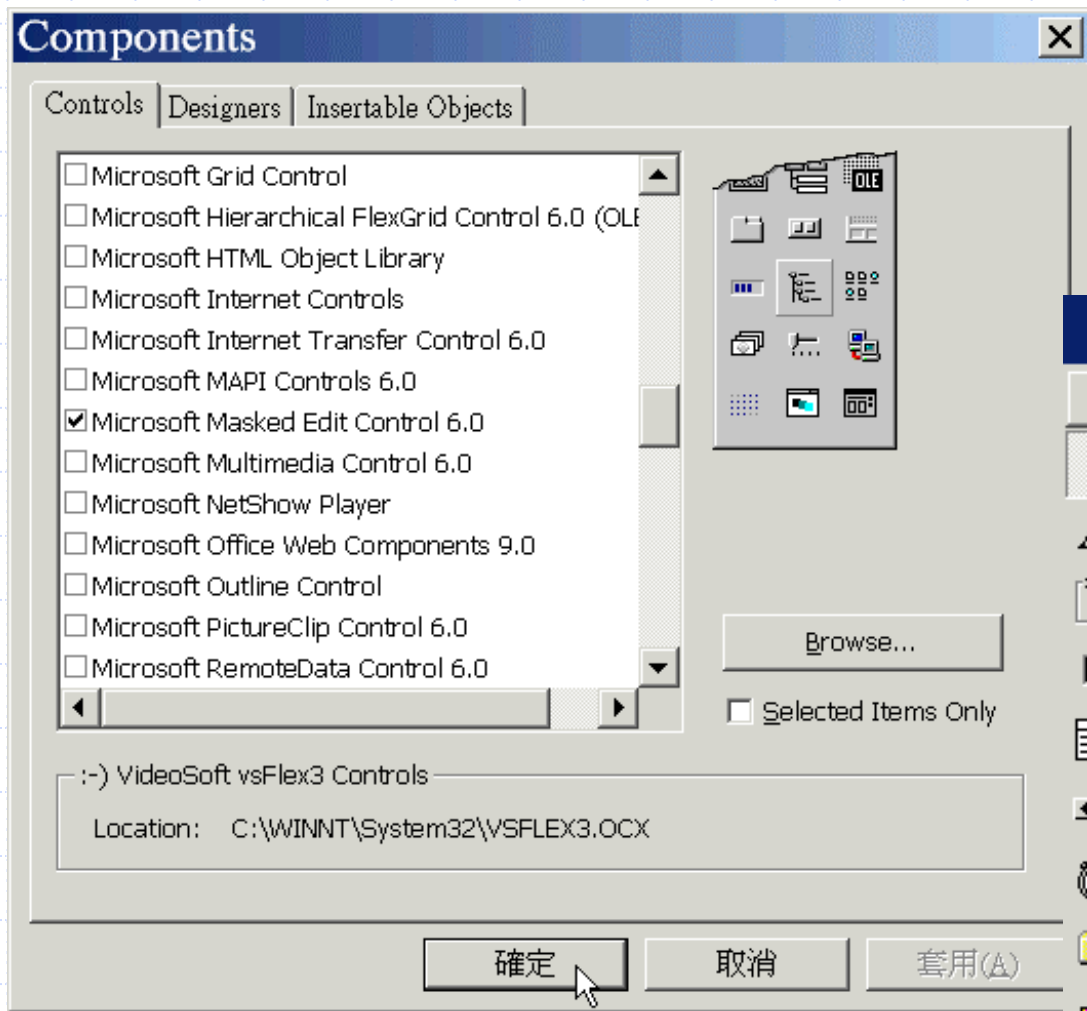 Components
Controls Designers Insertable Objects
Microsoft Grid Control
Microsoft Hierarchical FlexGrid Control 6.0 (OLE
Microsoft HTML Object Library
Microsoft Internet Controls
Microsoft Internet Transfer Control 6.0
Microsoft MAPI Controls 6.0
Microsoft Masked Edit Control 6.0
Microsoft Multimedia Control 6.0
Microsoft NetShow Player
Microsoft Office Web Components 9.0
Microsoft Outline Control
Microsoft PictureClip Control 6.0
Microsoft RemoteData Control 6.0
OLE
Browse...
Selected Items Only
:-) VideoSoft vsFlex3 Controls
Location: C:\WINNT\System32\VSFLEX3.OCX
確定 取消 套用(A)